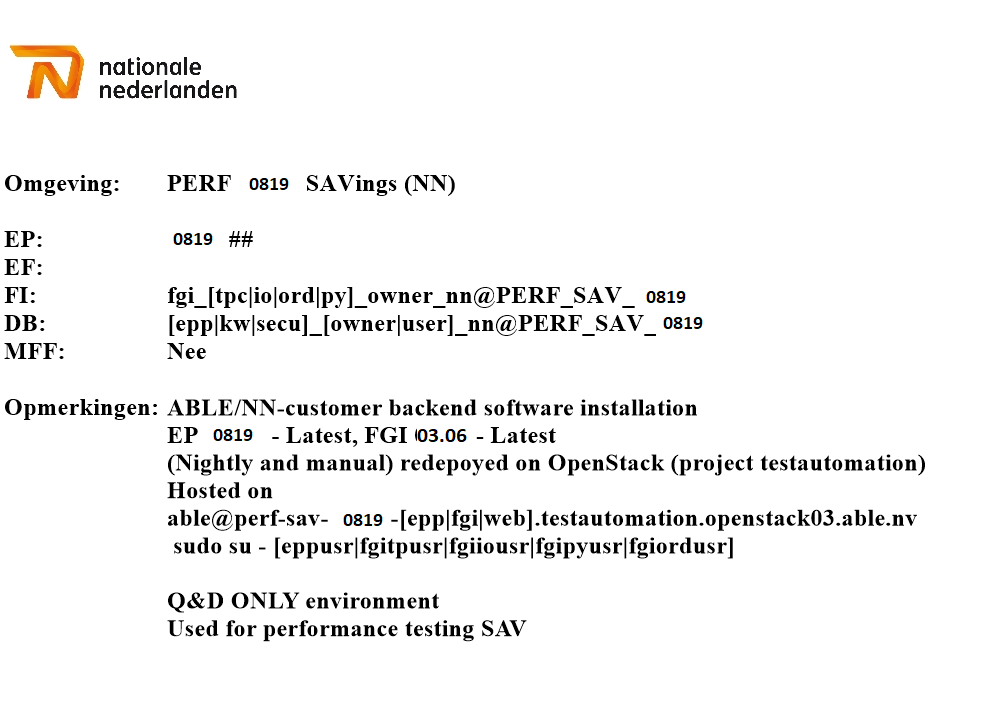 nationale
nederlanden
Omgeving: PERF 0819 SAVings (NN)
EP: 0819 ##
EF:
FI: fgi_[tpc|io|ord|py]_owner_nn@PERF_SAV_ 0819
DB: [epp|kw|secu]_[owner|user]_nn@PERF_SAV_ 0819
MFF: Nee
Opmerkingen: ABLE/NN-customer backend software installation
EP 0819 - Latest, FGI 03.06 - Latest
(Nightly and manual) redepoyed on OpenStack (project testautomation)
Hosted on
able@perf-sav- 0819 -[epp|fgi|web].testautomation.openstack03.able.nv
sudo su - [eppusr|fgitpusr|fgiiousr|fgipyusr|fgiordusr]
Q&D ONLY environment
Used for performance testing SAV